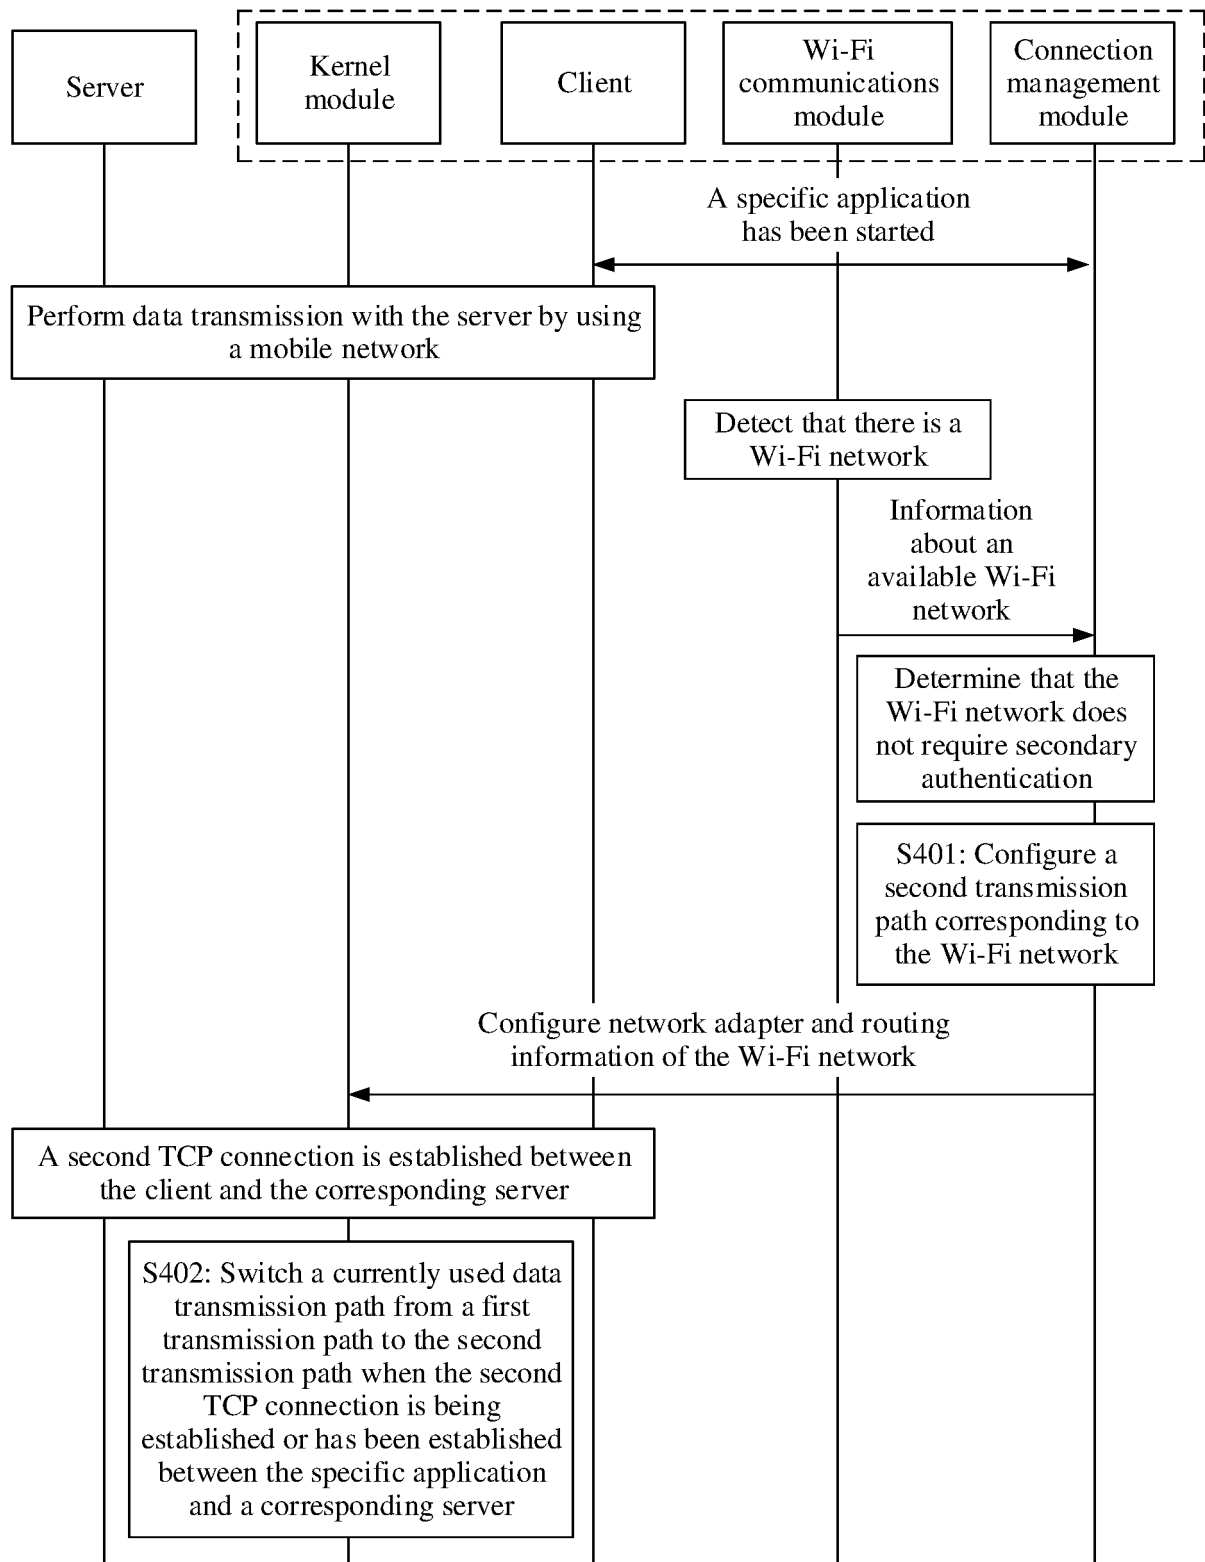 Server
Kernel
module
Client
Wi-Fi
communications
module
Connection
management
module
A specific application
has been started
Perform data transmission with the server by using
a mobile network
Detect that there is a
Wi-Fi network
Information
about an
available Wi-Fi
network
Determine that the
Wi-Fi network does
not require secondary
authentication
S401: Configure a
second transmission
path corresponding to
the Wi-Fi network
Configure network adapter and routing
information of the Wi-Fi network
A second TCP connection is established between
the client and the corresponding server
S402: Switch a currently used data
transmission path from a first
transmission path to the second
transmission path when the second
TCP connection is being
established or has been established
between the specific application
and a corresponding server